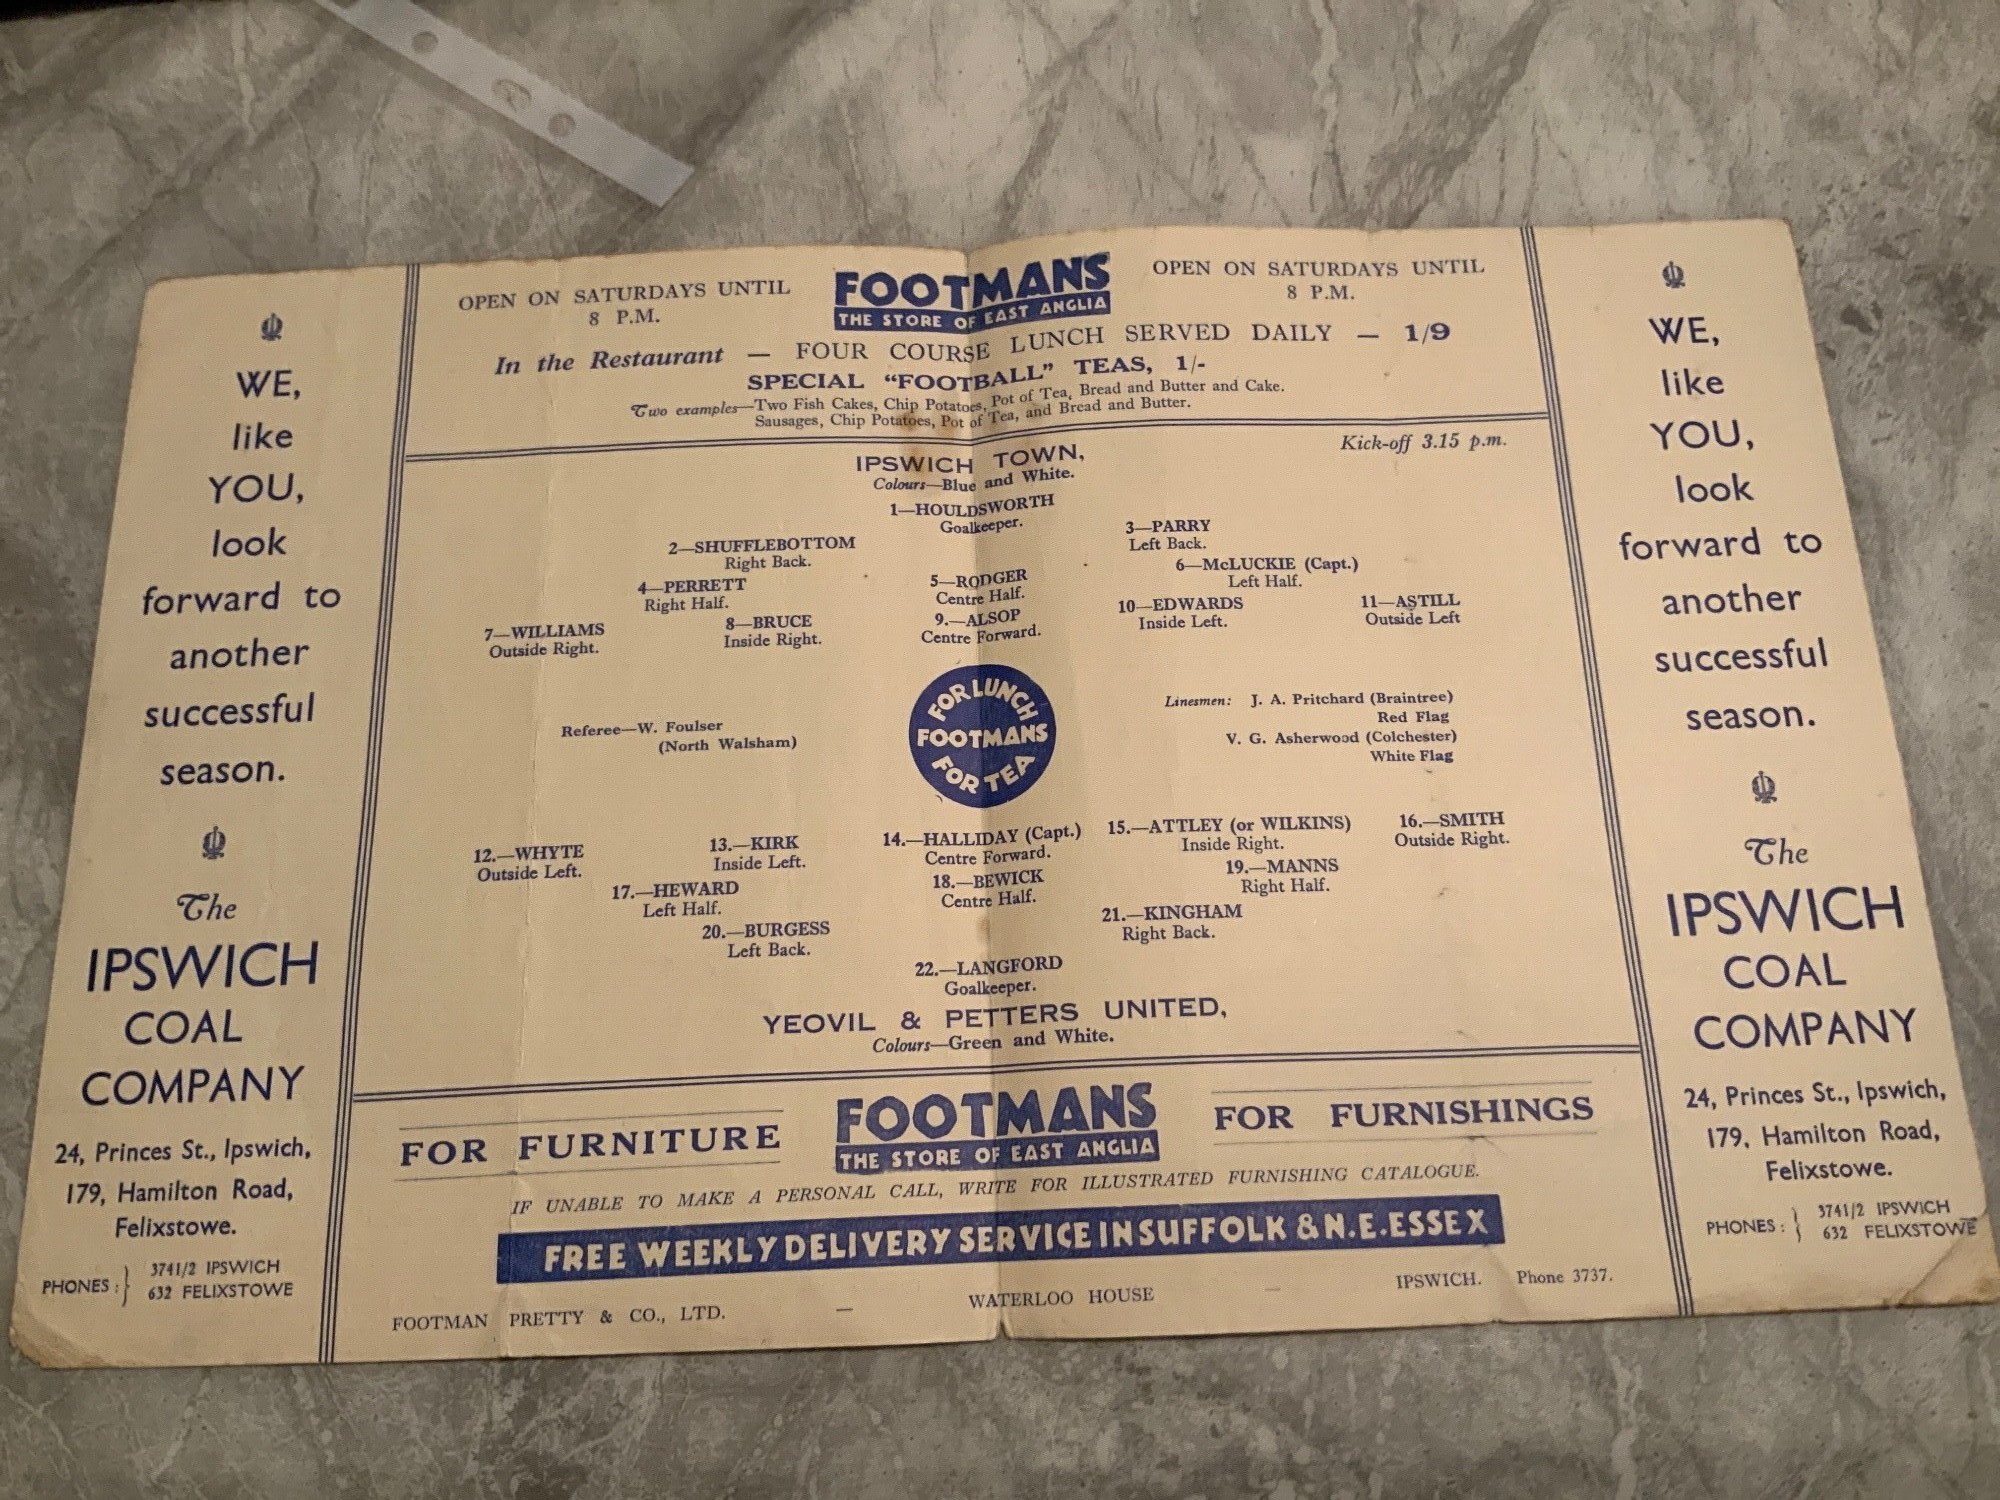 WE,
like
YOU,
look
forward to
another
successful
season.
The
IPSWICH
COAL
COMPANY
24, Princes St., Ipswich,
179, Hamilton Road,
Felixstowe.
PHONES : } 3741/2 IPSWICH
632 FELIXSTOWE
OPEN ON SATURDAYS UNTIL
8 P.M.
FOOTMANS
THE STORE OF EAST ANGLIA
OPEN ON SATURDAYS UNTIL
8 P.M.
In the Restaurant — FOUR COURSE LUNCH SERVED DAILY — 1/9
SPECIAL "FOOTBALL" TEAS, 1/-
Two examples—Two Fish Cakes, Chip Potatoes, Pot of Tea, Bread and Butter and Cake.
Sausages, Chip Potatoes, Pot of Tea, and Bread and Butter.
Kick-off 3.15 p.m.
IPSWICH TOWN,
Colours—Blue and White.
1—HOULDSWORTH
Goalkeeper.
2—SHUFFLEBOTTOM
Right Back.
3—PARRY
Left Back.
4—PERRETT
Right Half.
5—RODGER
Centre Half.
6—McLUCKIE (Capt.)
Left Half.
7—WILLIAMS
Outside Right.
8—BRUCE
Inside Right.
9.—ALSOP
Centre Forward.
10—EDWARDS
Inside Left.
11—ASTILL
Outside Left
Referee—W. Foulser
(North Walsham)
FOR LUNCH
FOOTMANS
FOR TEA
Linesmen: J. A. Pritchard (Braintree)
Red Flag
V. G. Asherwood (Colchester)
White Flag
12.—WHYTE
Outside Left.
13.—KIRK
Inside Left.
14.—HALLIDAY (Capt.)
Centre Forward.
15.—ATTLEY (or WILKINS)
Inside Right.
16.—SMITH
Outside Right.
17.—HEWARD
Left Half.
18.—BEWICK
Centre Half.
19.—MANNS
Right Half.
20.—BURGESS
Left Back.
21.—KINGHAM
Right Back.
22.—LANGFORD
Goalkeeper.
YEOVIL & PETTERS UNITED,
Colours—Green and White.
FOR FURNITURE
FOOTMANS
THE STORE OF EAST ANGLIA
FOR FURNISHINGS
IF UNABLE TO MAKE A PERSONAL CALL, WRITE FOR ILLUSTRATED FURNISHING CATALOGUE.
FREE WEEKLY DELIVERY SERVICE IN SUFFOLK & N.E. ESSEX
FOOTMAN PRETTY & CO., LTD. — WATERLOO HOUSE — IPSWICH. Phone 3737.
WE,
like
YOU,
look
forward to
another
successful
season.
The
IPSWICH
COAL
COMPANY
24, Princes St., Ipswich,
179, Hamilton Road,
Felixstowe.
PHONES : } 3741/2 IPSWICH
632 FELIXSTOWE